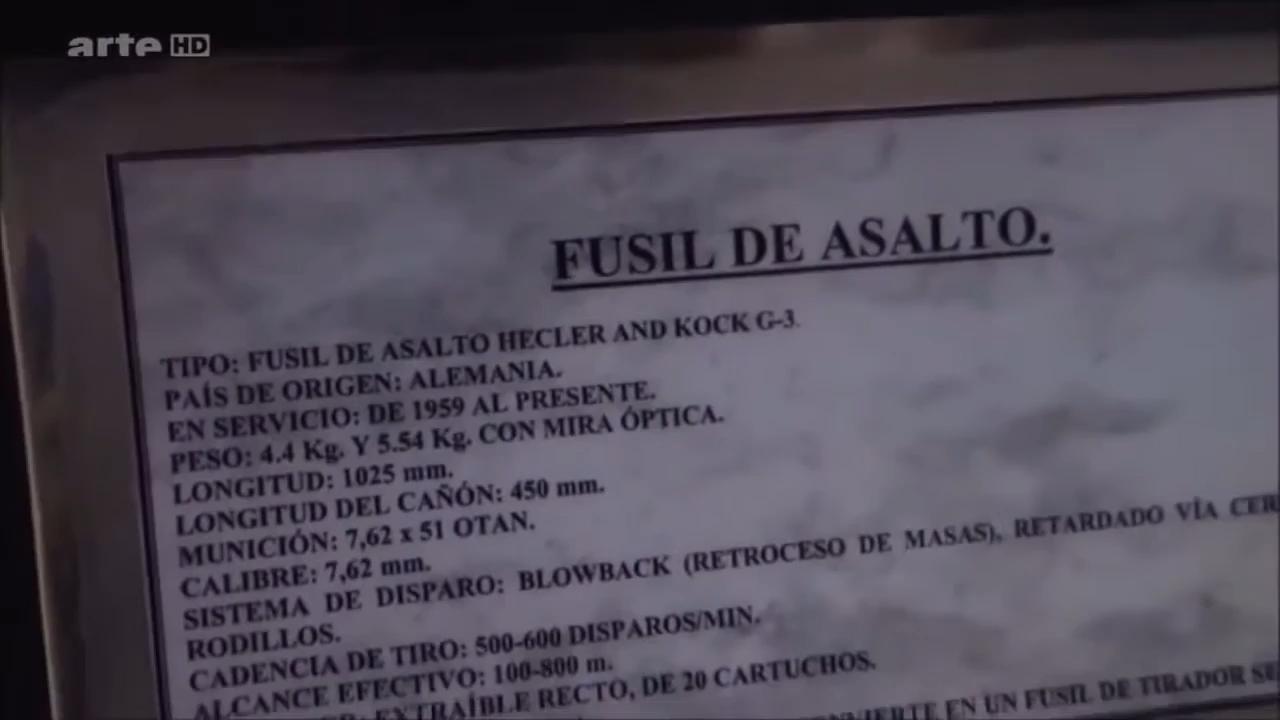 arte HD
FUSIL DE ASALTO.
TIPO: FUSIL DE ASALTO HECLER AND KOCK G-3.
PAÍS DE ORIGEN: ALEMANIA.
EN SERVICIO: DE 1959 AL PRESENTE.
PESO: 4.4 Kg. Y 5.54 Kg. CON MIRA ÓPTICA.
LONGITUD: 1025 mm.
LONGITUD DEL CAÑÓN: 450 mm.
MUNICIÓN: 7,62 x 51 OTAN.
CALIBRE: 7,62 mm.
SISTEMA DE DISPARO: BLOWBACK (RETROCESO DE MASAS), RETARDADO VÍA
RODILLOS.
CADENCIA DE TIRO: 500-600 DISPAROS/MIN.
ALCANCE EFECTIVO: 100-800 m.
EXTRAÍBLE RECTO, DE 20 CARTUCHOS.
EN UN FUSIL DE TIRADOR